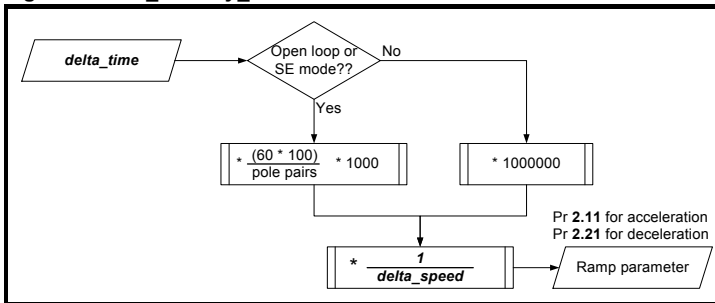 delta_time
Open loop or
SE mode??
No
Yes
* (60 * 100)
pole pairs
* 1000
* 1000000
Pr 2.11 for acceleration
Pr 2.21 for deceleration
* 1
delta_speed
Ramp parameter